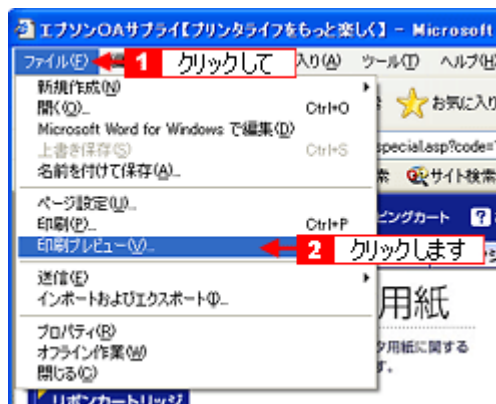 エプソンOAサプライ【プリンタライフをもっと楽しく】 - Microsoft
ファイル(F) 1 クリックして 入り(A) ツール(T) ヘルプ(H
新規作成(N)
開く(O)... Ctrl+O お気に入り
Microsoft Word for Windows で編集(D)
上書き保存(S) Ctrl+S special.asp?code=
名前を付けて保存(A)... 索 サイト検索
ページ設定(U)...
印刷(P)... Ctrl+P ピングカート ?
印刷プレビュー(V)... 2 クリックします
送信(E)
インポートおよびエクスポート(I)... 用紙
プロパティ(R)
オフライン作業(W) タ用紙に関する
閉じる(C) す。
リボンカートリッジ